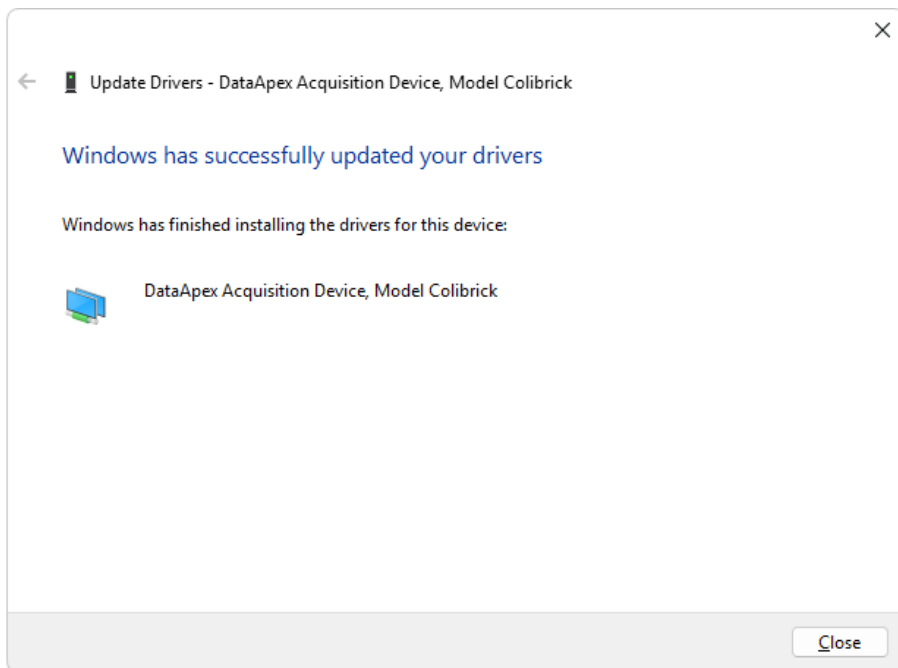 Update Drivers - DataApex Acquisition Device, Model Colibrick
Windows has successfully updated your drivers
Windows has finished installing the drivers for this device:
DataApex Acquisition Device, Model Colibrick
Close